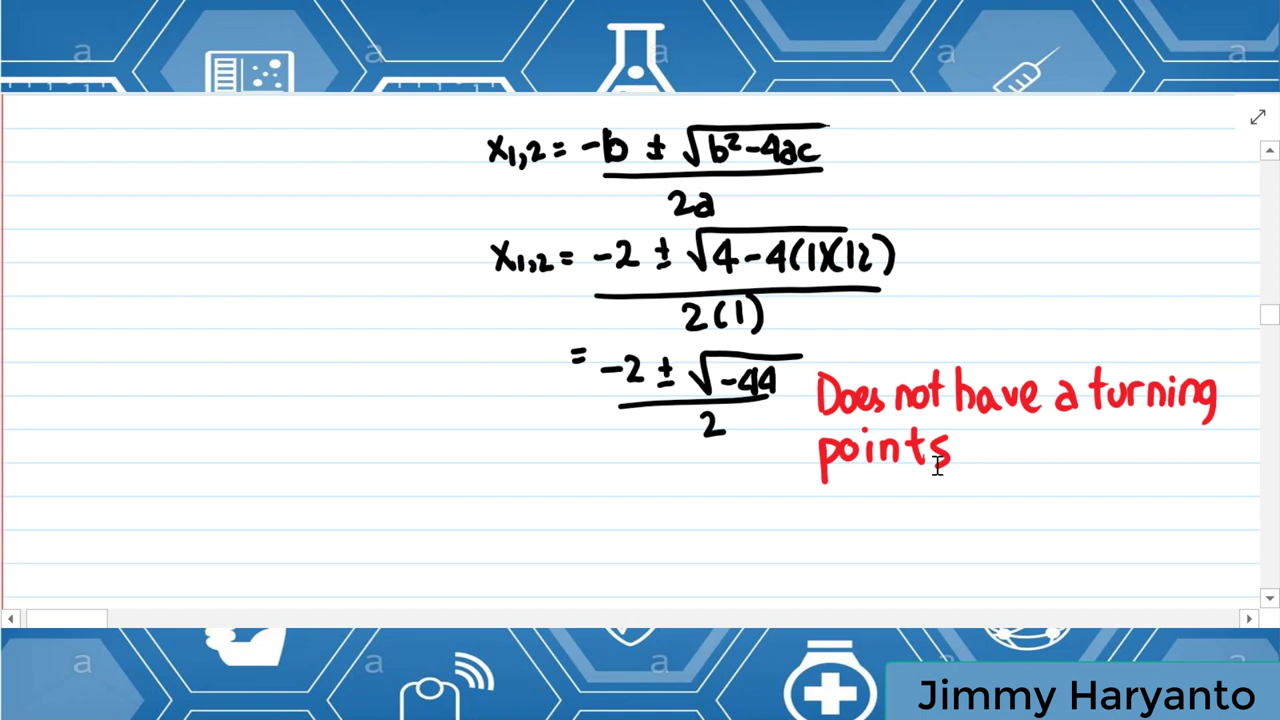 x₁,₂ = -b ± √b²-4ac
2a
x₁,₂ = -2 ± √4-4(1)(12)
2(1)
= -2 ± √-44
2
Does not have a turning
points
a a a a a
a a a
Jimmy Haryanto